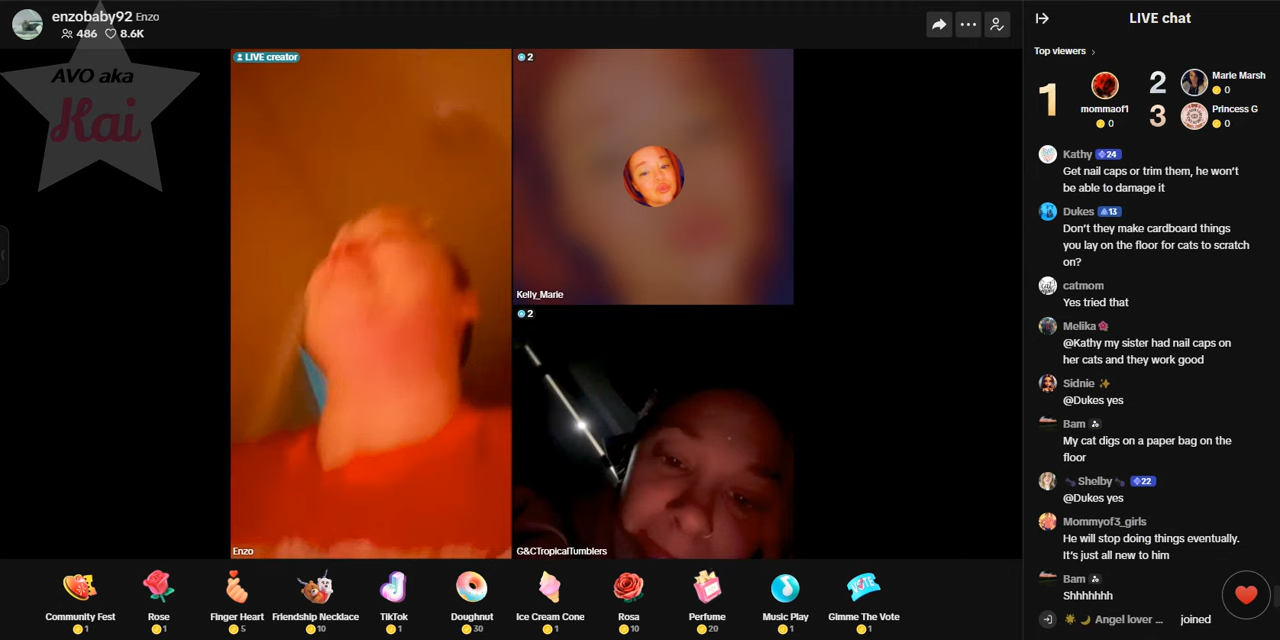 enzobaby92 Enzo
486 8.6K
AVO aka
Kai
LIVE creator
2
Kelly_Marie
2
Enzo
G&CTropicalTumblers
Community Fest
1
Rose
1
Finger Heart
5
Friendship Necklace
10
TikTok
1
Doughnut
30
Ice Cream Cone
1
Rosa
10
Perfume
20
Music Play
1
Gimme The Vote
1
LIVE chat
Top viewers
1
mommaof1
0
2
Marie Marsh
0
3
Princess G
0
Kathy 24
Get nail caps or trim them, he won't
be able to damage it
Dukes 13
Don't they make cardboard things
you lay on the floor for cats to scratch
on?
catmom
Yes tried that
Melika
@Kathy my sister had nail caps on
her cats and they work good
Sidnie
@Dukes yes
Bam
My cat digs on a paper bag on the
floor
Shelby 22
@Dukes yes
Mommyof3_girls
He will stop doing things eventually.
It's just all new to him
Bam
Shhhhhhh
Angel lover ... joined